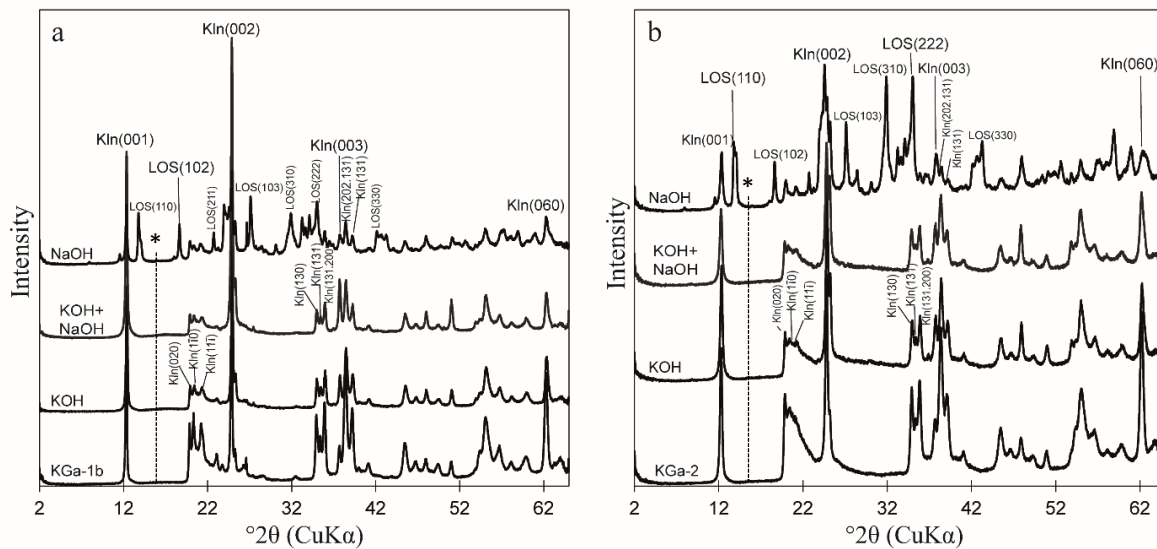 a
Kln(002)
Kln(001)
LOS(102)
LOS(110)
*
LOS(211)
LOS(103)
LOS(310)
LOS(222)
Kln(003)
Kln(202.131)
Kln(131)
LOS(330)
Kln(060)
NaOH
Kln(130)
Kln(131)
Kln(131.200)
KOH+
NaOH
Kln(020)
Kln(1ī0)
Kln(11ī)
KOH
KGa-1b
Intensity
2 12 22 32 42 52 62
°2θ (CuKα)
b
Kln(002)
LOS(222)
LOS(310)
LOS(110)
Kln(001)
*
LOS(102)
LOS(103)
Kln(003)
Kln(202.131)
Kln(131)
LOS(330)
Kln(060)
NaOH
KOH+
NaOH
Kln(020)
Kln(1ī0)
Kln(11ī)
Kln(130)
Kln(13ī)
Kln(131.200)
KOH
KGa-2
Intensity
2 12 22 32 42 52 62
°2θ (CuKα)